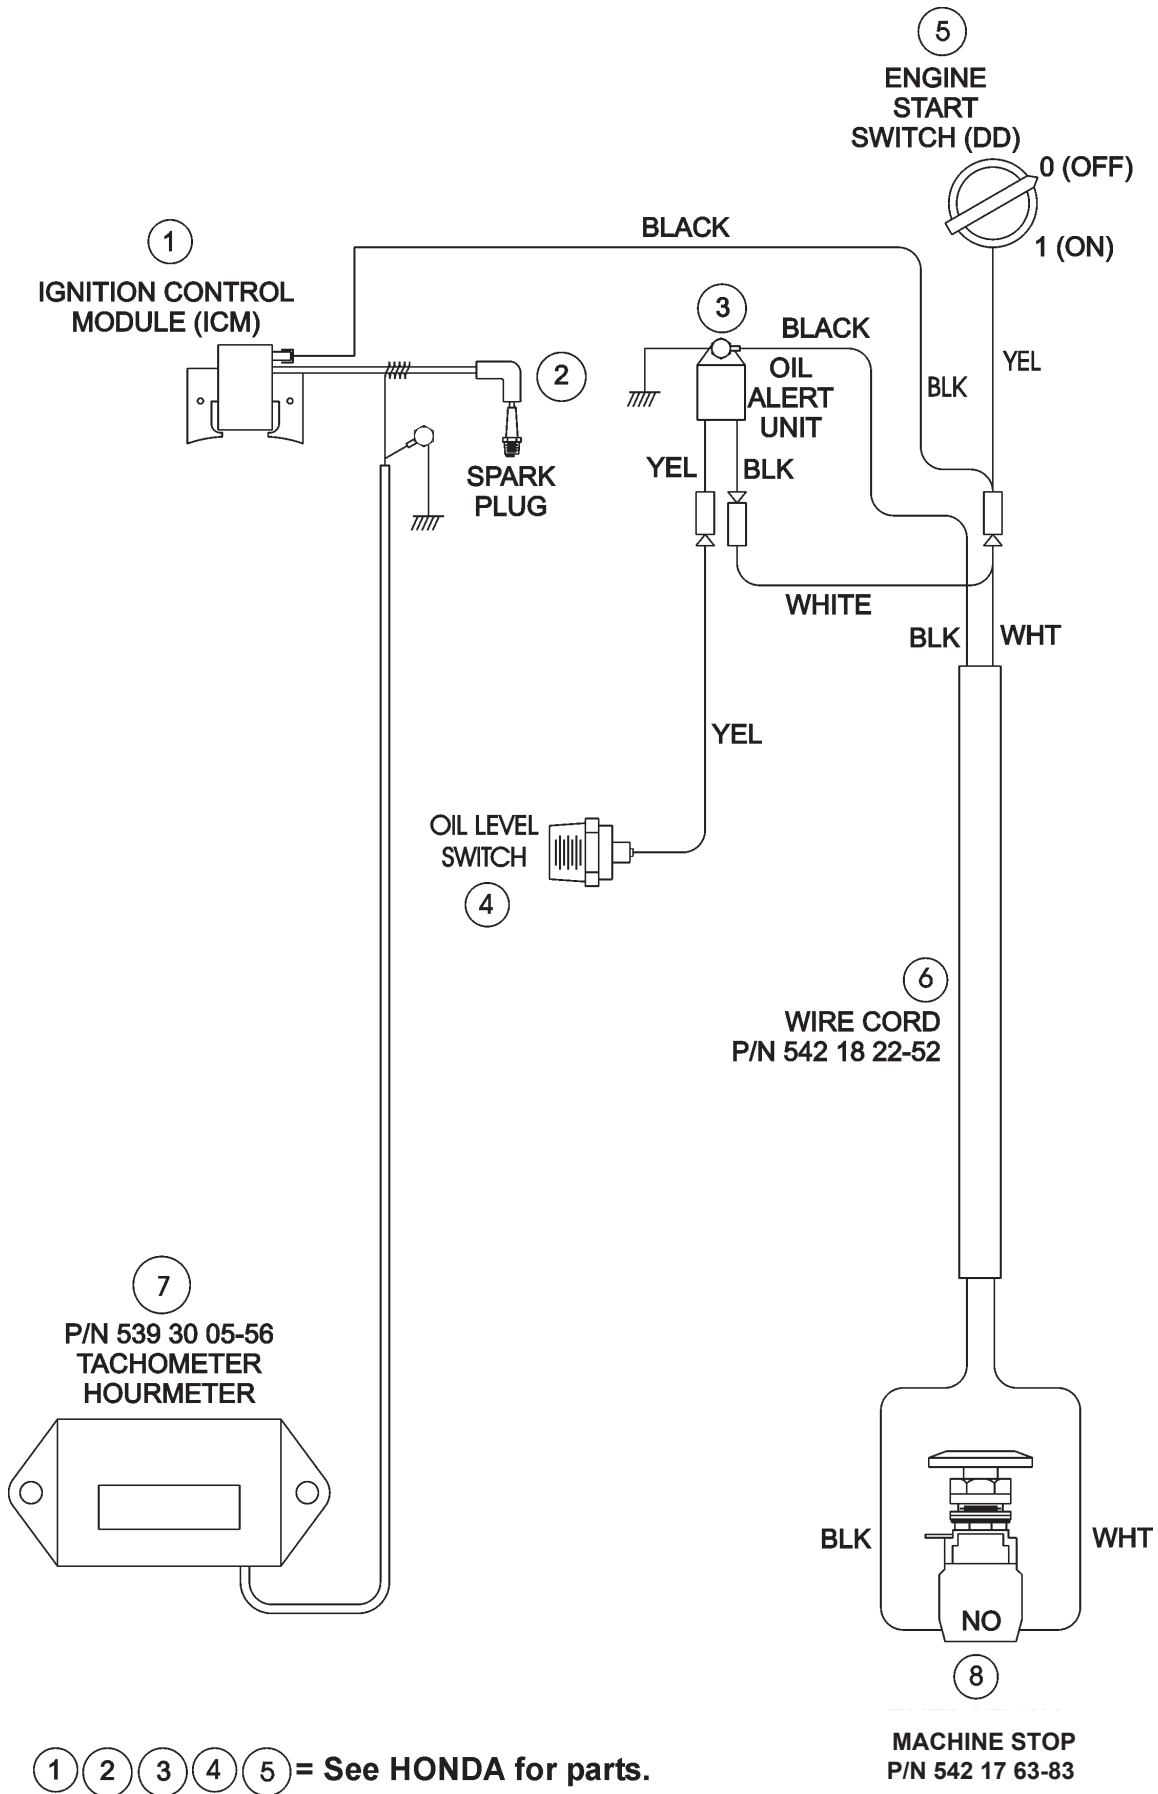 5
ENGINE
START
SWITCH (DD)
0 (OFF)
1 (ON)
BLACK
1
IGNITION CONTROL
MODULE (ICM)
3
BLACK
OIL
ALERT
UNIT
YEL
BLK
2
SPARK
PLUG
YEL
BLK
WHITE
BLK
WHT
YEL
OIL LEVEL
SWITCH
4
6
WIRE CORD
P/N 542 18 22-52
7
P/N 539 30 05-56
TACHOMETER
HOURMETER
BLK
WHT
NO
8
MACHINE STOP
P/N 542 17 63-83
1 2 3 4 5 = See HONDA for parts.